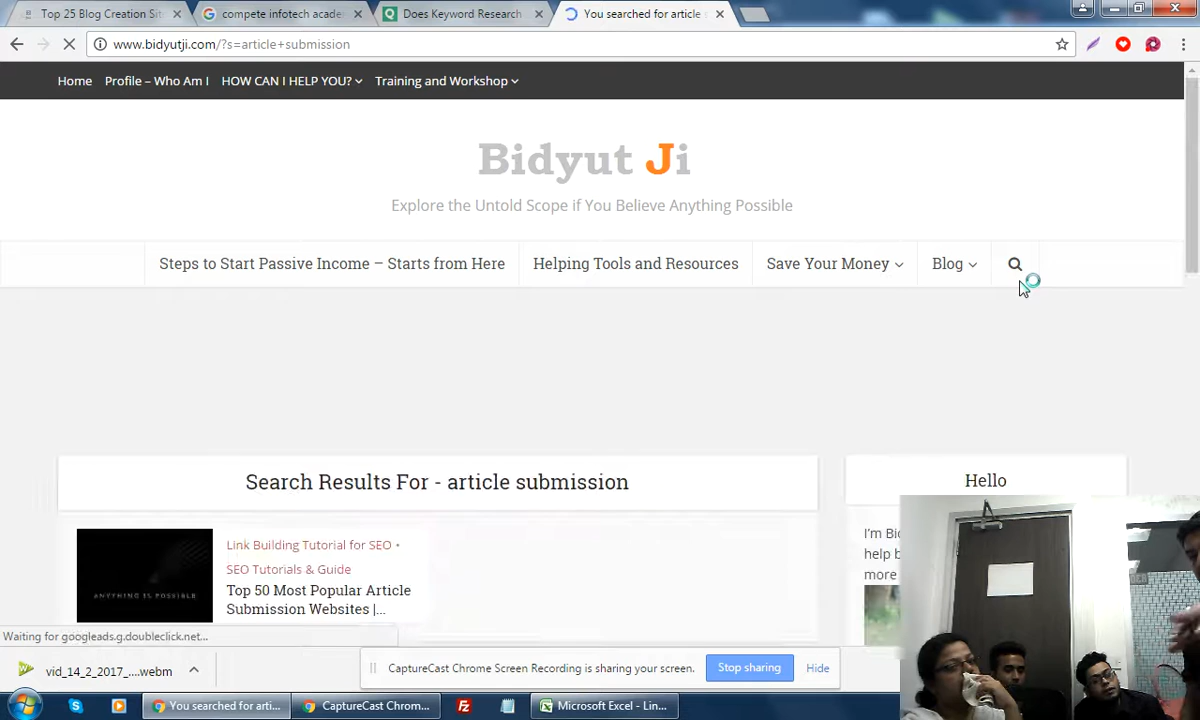 Top 25 Blog Creation Sit
compete infotech acade
Does Keyword Research
You searched for article
www.bidyutji.com/?s=article+submission
Home Profile – Who Am I HOW CAN I HELP YOU? Training and Workshop
Bidyut Ji
Explore the Untold Scope if You Believe Anything Possible
Steps to Start Passive Income – Starts from Here Helping Tools and Resources Save Your Money Blog
Search Results For - article submission
Hello
ANYTHING IS POSSIBLE
Link Building Tutorial for SEO •
SEO Tutorials & Guide
Top 50 Most Popular Article
Submission Websites |...
I'm Bid
help b
more
Waiting for googleads.g.doubleclick.net...
vid_14_2_2017_....webm
CaptureCast Chrome Screen Recording is sharing your screen. Stop sharing Hide
You searched for arti...
CaptureCast Chrom...
Microsoft Excel - Lin...